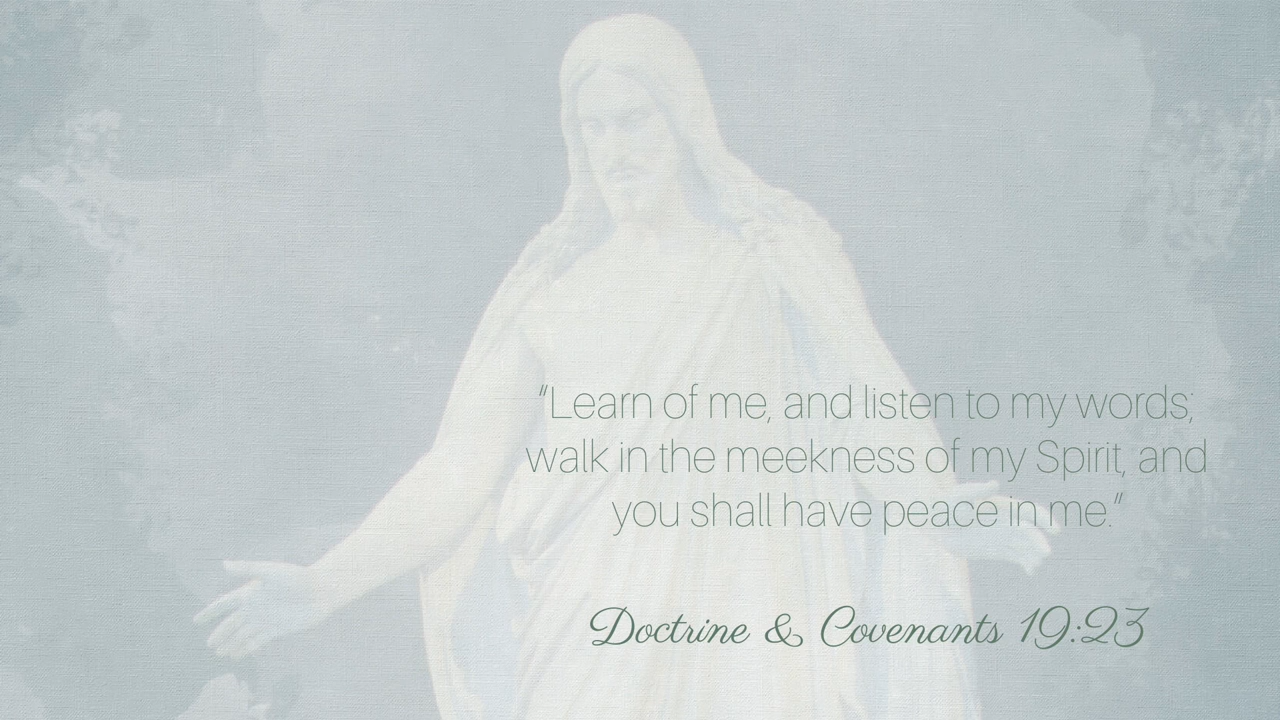 “Learn of me, and listen to my words;
walk in the meekness of my Spirit, and
you shall have peace in me.”
Doctrine & Covenants 19:23